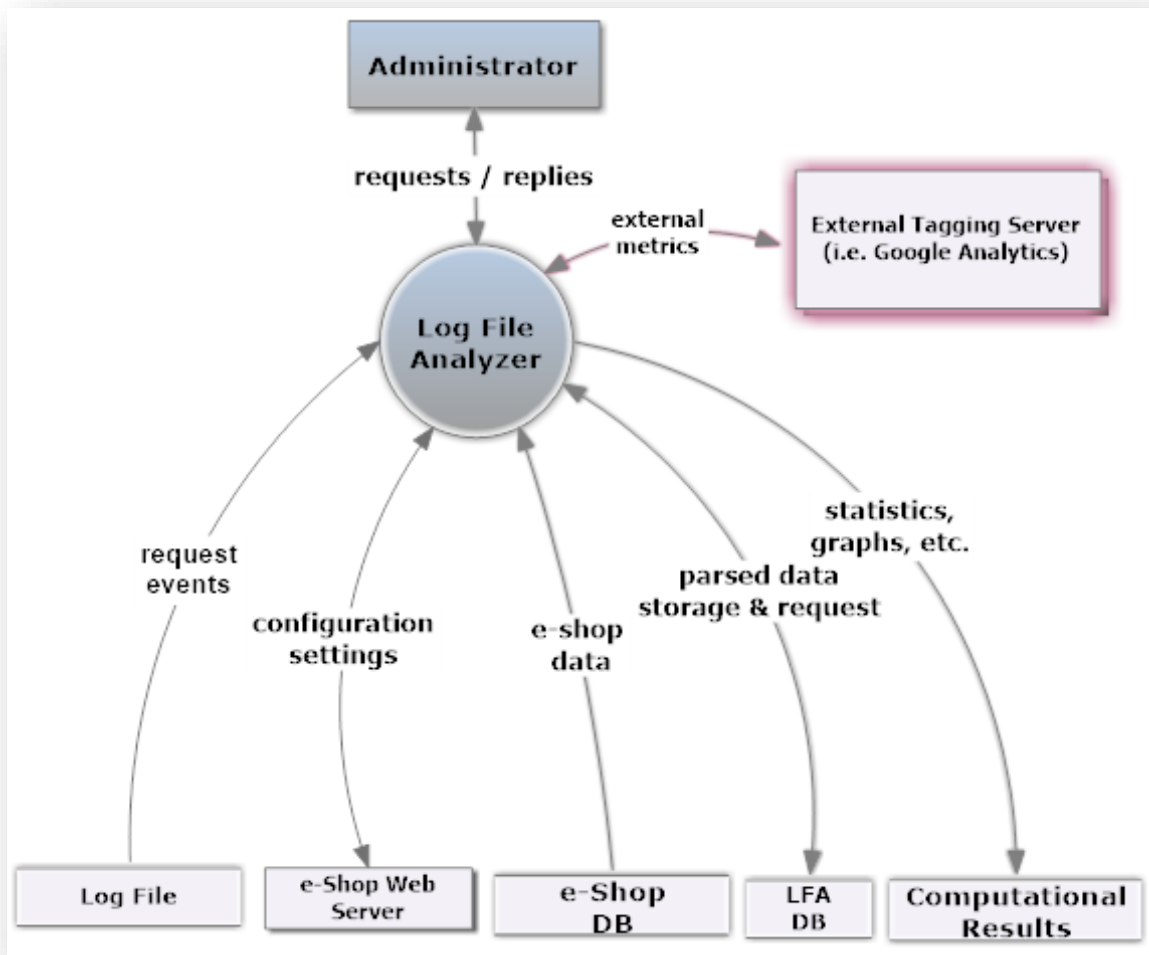 Administrator
requests / replies
external
metrics
External Tagging Server
(i.e. Google Analytics)
Log File
Analyzer
request
events
configuration
settings
e-shop
data
parsed data
storage & request
statistics,
graphs, etc.
Log File
e-Shop Web
Server
e-Shop
DB
LFA
DB
Computational
Results